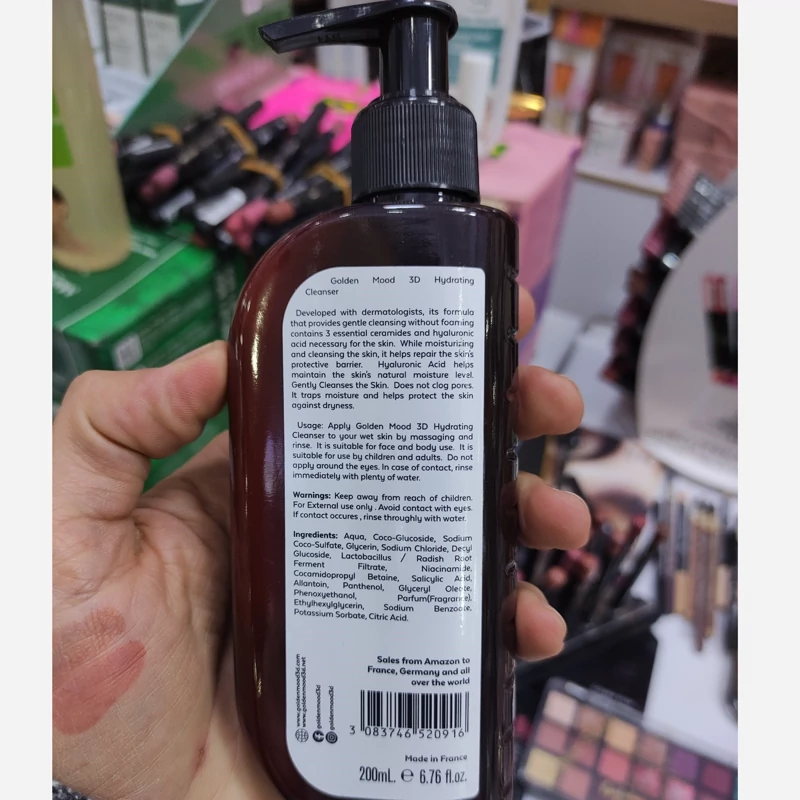 Golden Mood 3D Hydrating
Cleanser
Developed with dermatologists, its formula
that provides gentle cleansing without foaming
contains 3 essential ceramides and hyaluronic
acid necessary for the skin. While moisturizing
and cleansing the skin, it helps repair the skin's
protective barrier. Hyaluronic Acid helps
maintain the skin's natural moisture level.
Gently Cleanses the Skin. Does not clog pores.
It traps moisture and helps protect the skin
against dryness.
Usage: Apply Golden Mood 3D Hydrating
Cleanser to your wet skin by massaging and
rinse. It is suitable for face and body use. It is
suitable for use by children and adults. Do not
apply around the eyes. In case of contact, rinse
immediately with plenty of water.
Warnings: Keep away from reach of children.
For External use only . Avoid contact with eyes.
If contact occures , rinse throughly with water.
Ingredients: Aqua, Coco-Glucoside, Sodium
Coco-Sulfate, Glycerin, Sodium Chloride, Decyl
Glucoside, Lactobacillus / Radish Root
Ferment Filtrate, Niacinamide,
Cocamidopropyl Betaine, Salicylic Acid,
Allantoin, Panthenol, Glyceryl Oleate,
Phenoxyethanol, Parfum(Fragrance),
Ethylhexylglycerin, Sodium Benzoate,
Potassium Sorbate, Citric Acid.
www.goldenmood3d.com
www.goldenmood3d.net
goldenmood3d
goldenmood3d
Sales from Amazon to
France, Germany and all
over the world
3 083746 520916
Made in France
200mL. ℮ 6.76 fl.oz.